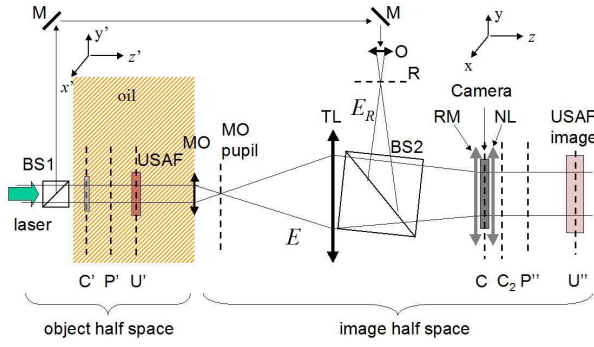 M
M
y'
z'
x'
y
z
x
O
R
oil
E_R
Camera
BS1
USAF
MO
MO
pupil
TL
BS2
RM
NL
USAF
image
laser
E
C'
P'
U'
C
C₂
P''
U''
object half space
image half space